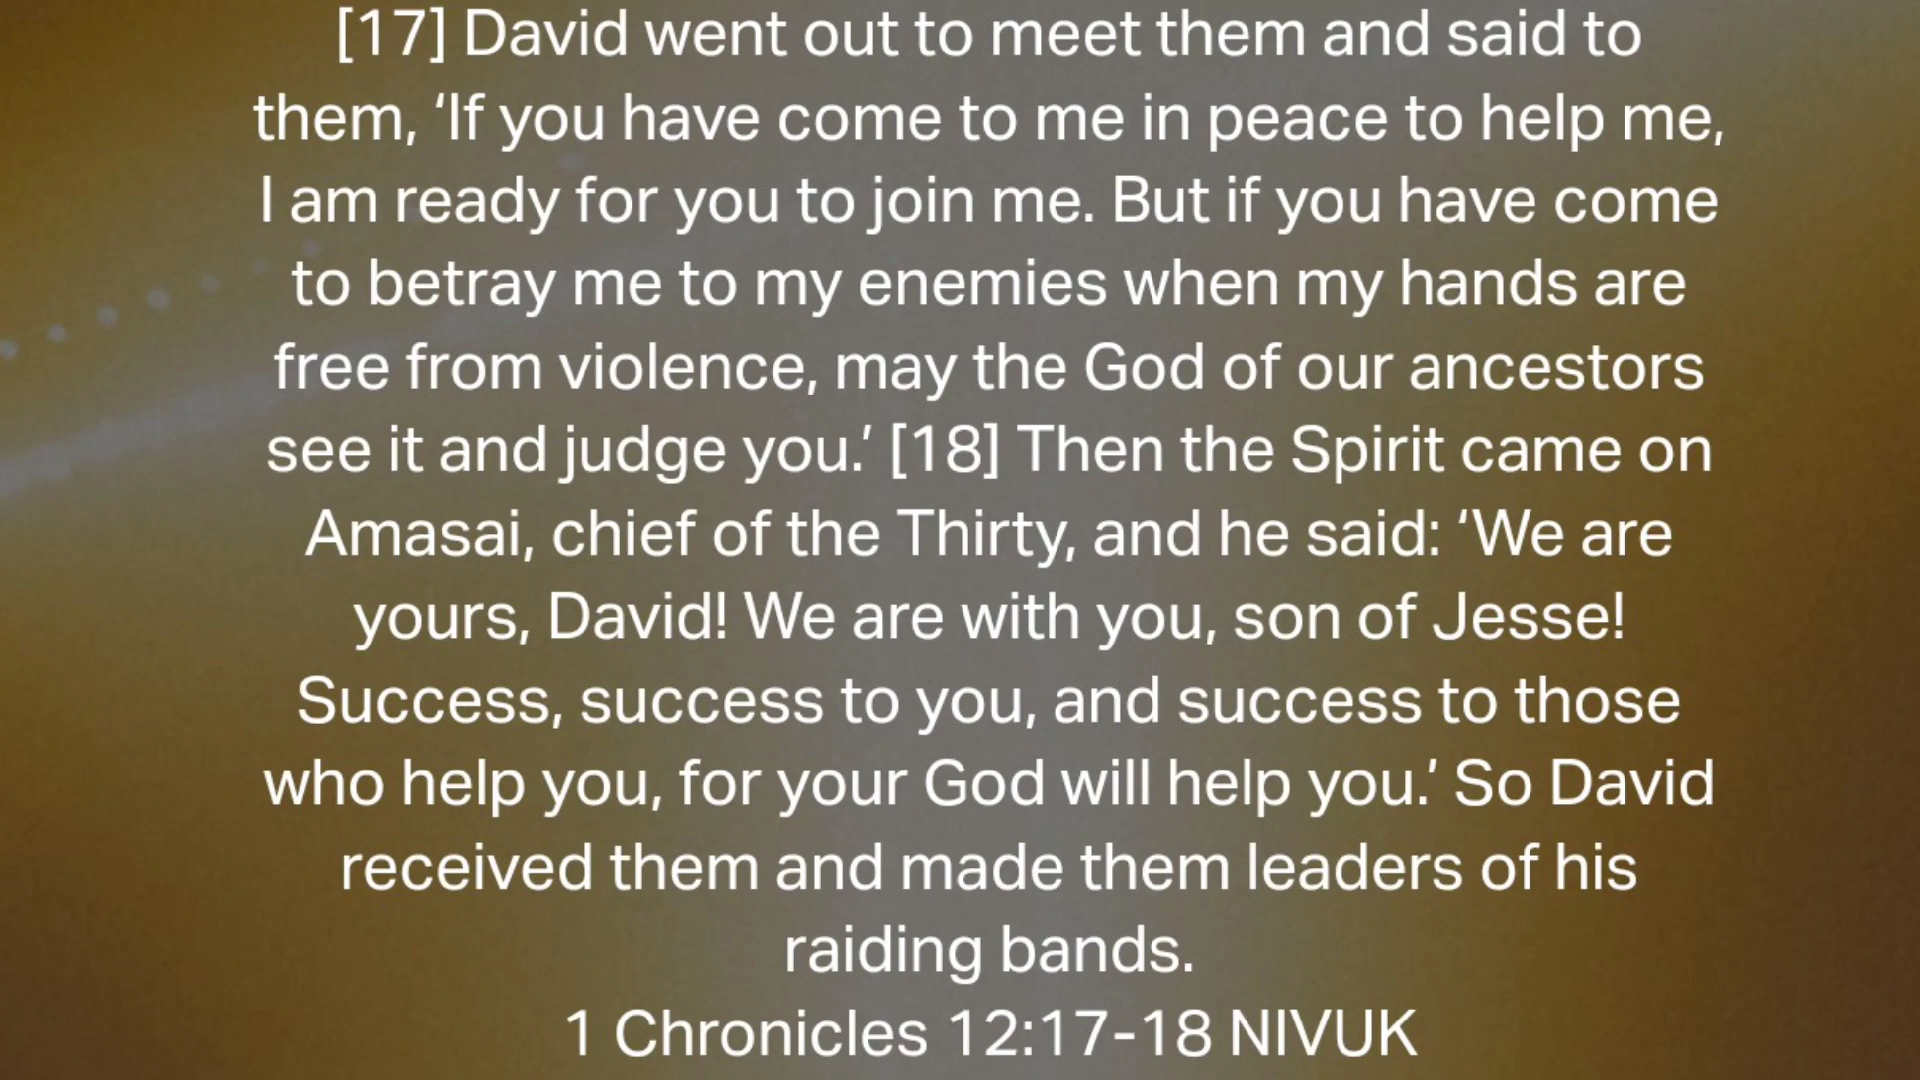 [17] David went out to meet them and said to
them, ‘If you have come to me in peace to help me,
I am ready for you to join me. But if you have come
to betray me to my enemies when my hands are
free from violence, may the God of our ancestors
see it and judge you.’ [18] Then the Spirit came on
Amasai, chief of the Thirty, and he said: ‘We are
yours, David! We are with you, son of Jesse!
Success, success to you, and success to those
who help you, for your God will help you.’ So David
received them and made them leaders of his
raiding bands.
1 Chronicles 12:17-18 NIVUK